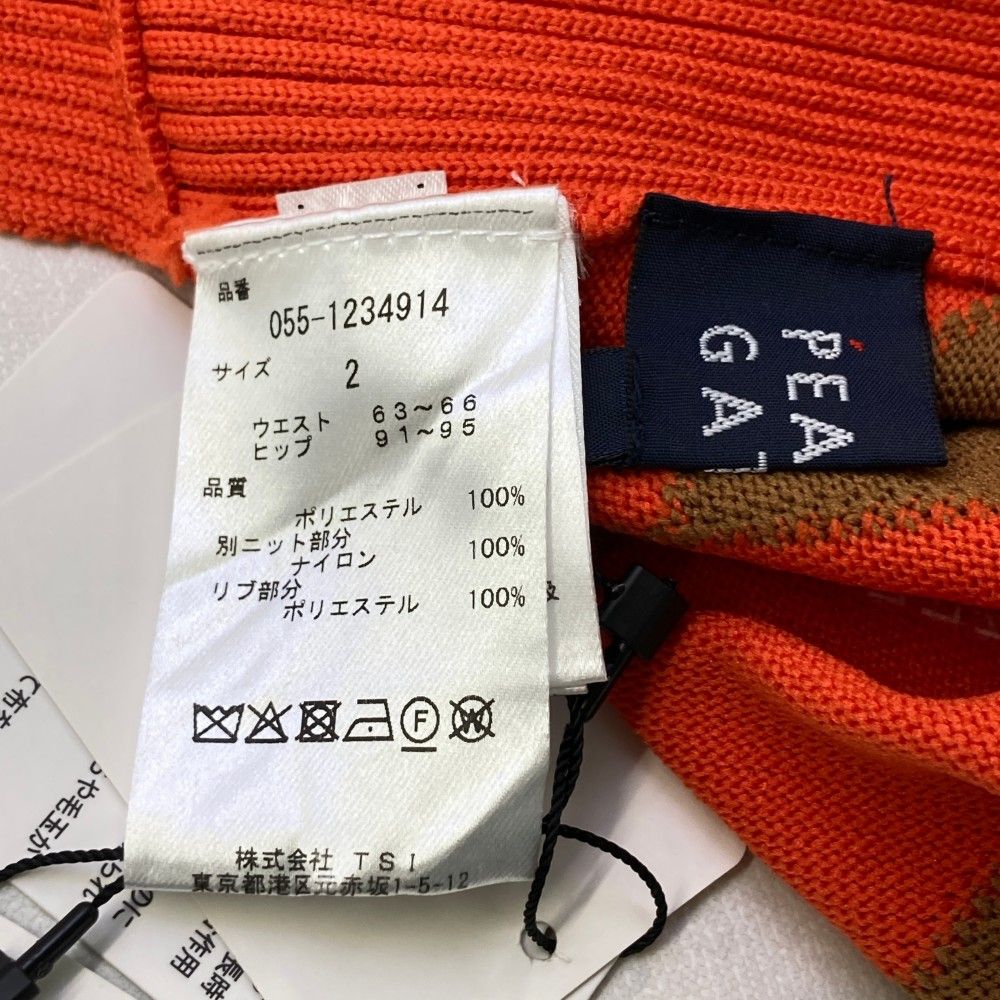 品番
055-1234914
サイズ 2
ウエスト 63～66
ヒップ 91～95
品質
ポリエステル 100%
別ニット部分
ナイロン 100%
リブ部分
ポリエステル 100%
F
W
株式会社 TSI
東京都港区元赤坂1-5-12
PEA
GA